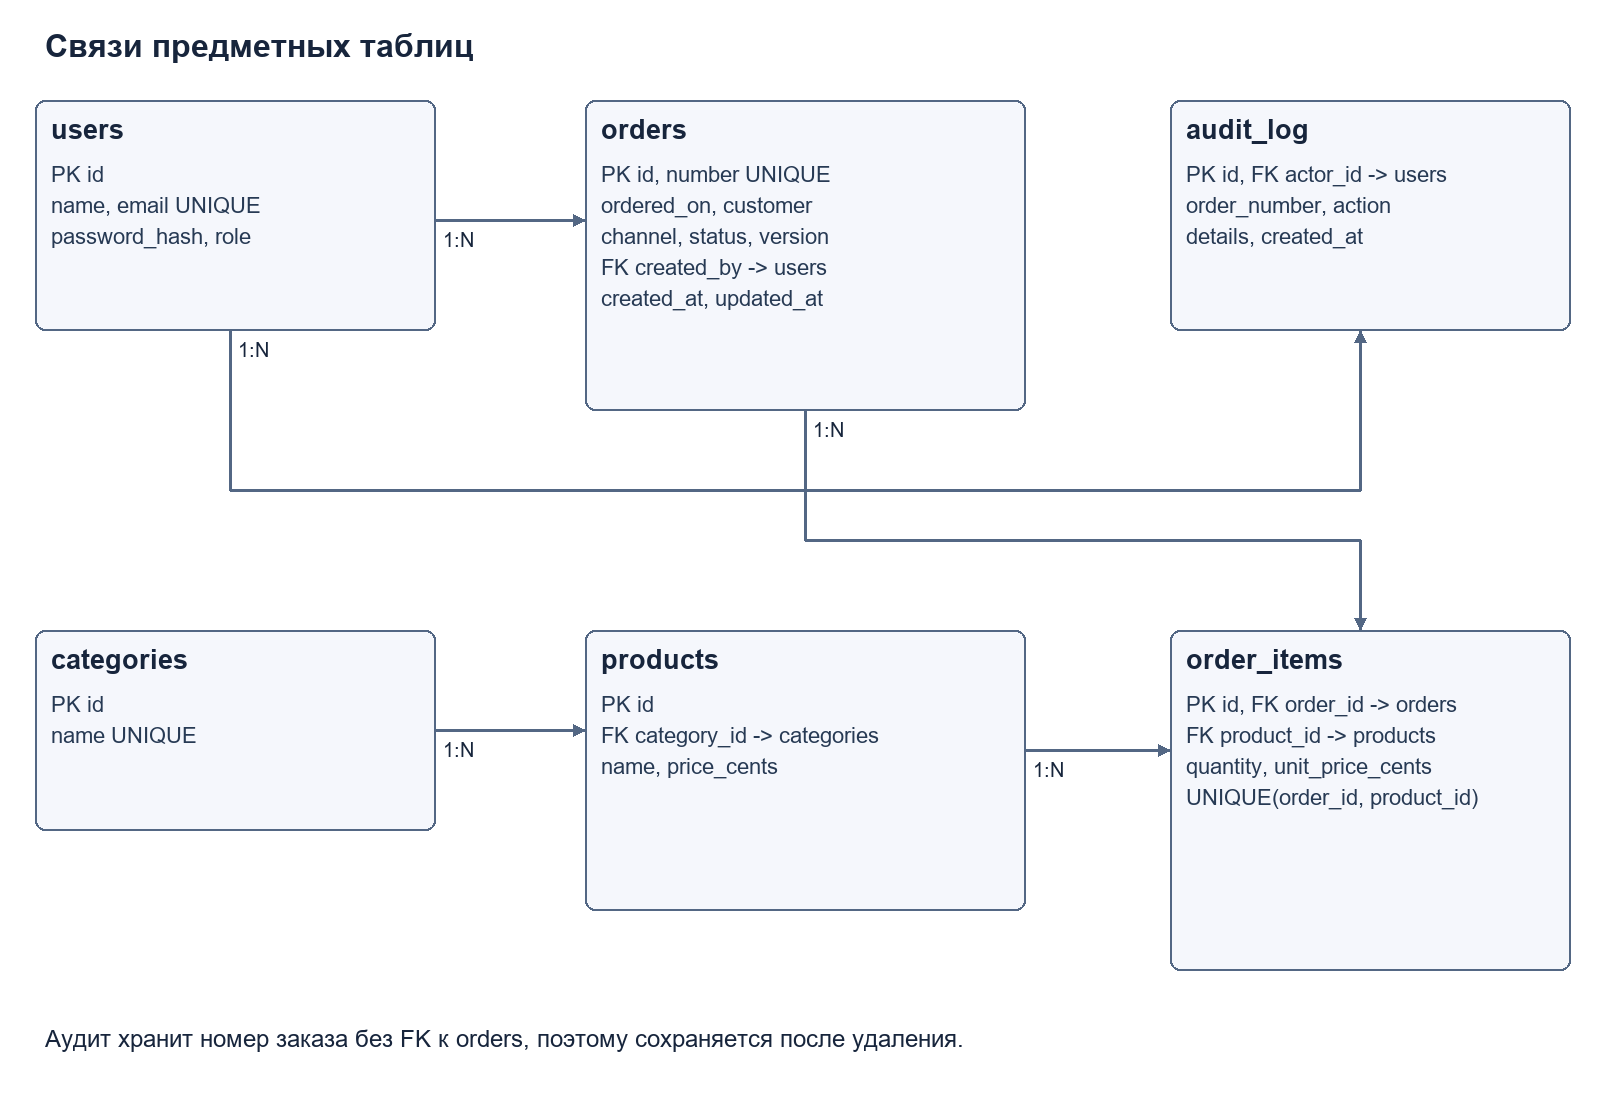 Связи предметных таблиц
users
PK id
name, email UNIQUE
password_hash, role
1:N
1:N
orders
PK id, number UNIQUE
ordered_on, customer
channel, status, version
FK created_by -> users
created_at, updated_at
1:N
audit_log
PK id, FK actor_id -> users
order_number, action
details, created_at
categories
PK id
name UNIQUE
1:N
products
PK id
FK category_id -> categories
name, price_cents
1:N
order_items
PK id, FK order_id -> orders
FK product_id -> products
quantity, unit_price_cents
UNIQUE(order_id, product_id)
Аудит хранит номер заказа без FK к orders, поэтому сохраняется после удаления.